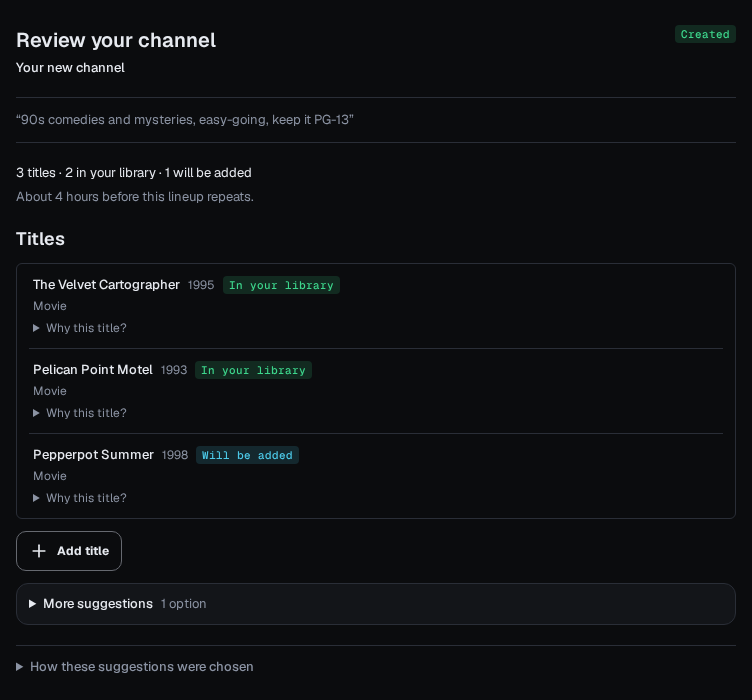 Review your channel
Created
Your new channel
“90s comedies and mysteries, easy-going, keep it PG-13”
3 titles · 2 in your library · 1 will be added
About 4 hours before this lineup repeats.
Titles
The Velvet Cartographer 1995 In your library
Movie
Why this title?
Pelican Point Motel 1993 In your library
Movie
Why this title?
Pepperpot Summer 1998 Will be added
Movie
Why this title?
Add title
More suggestions 1 option
How these suggestions were chosen